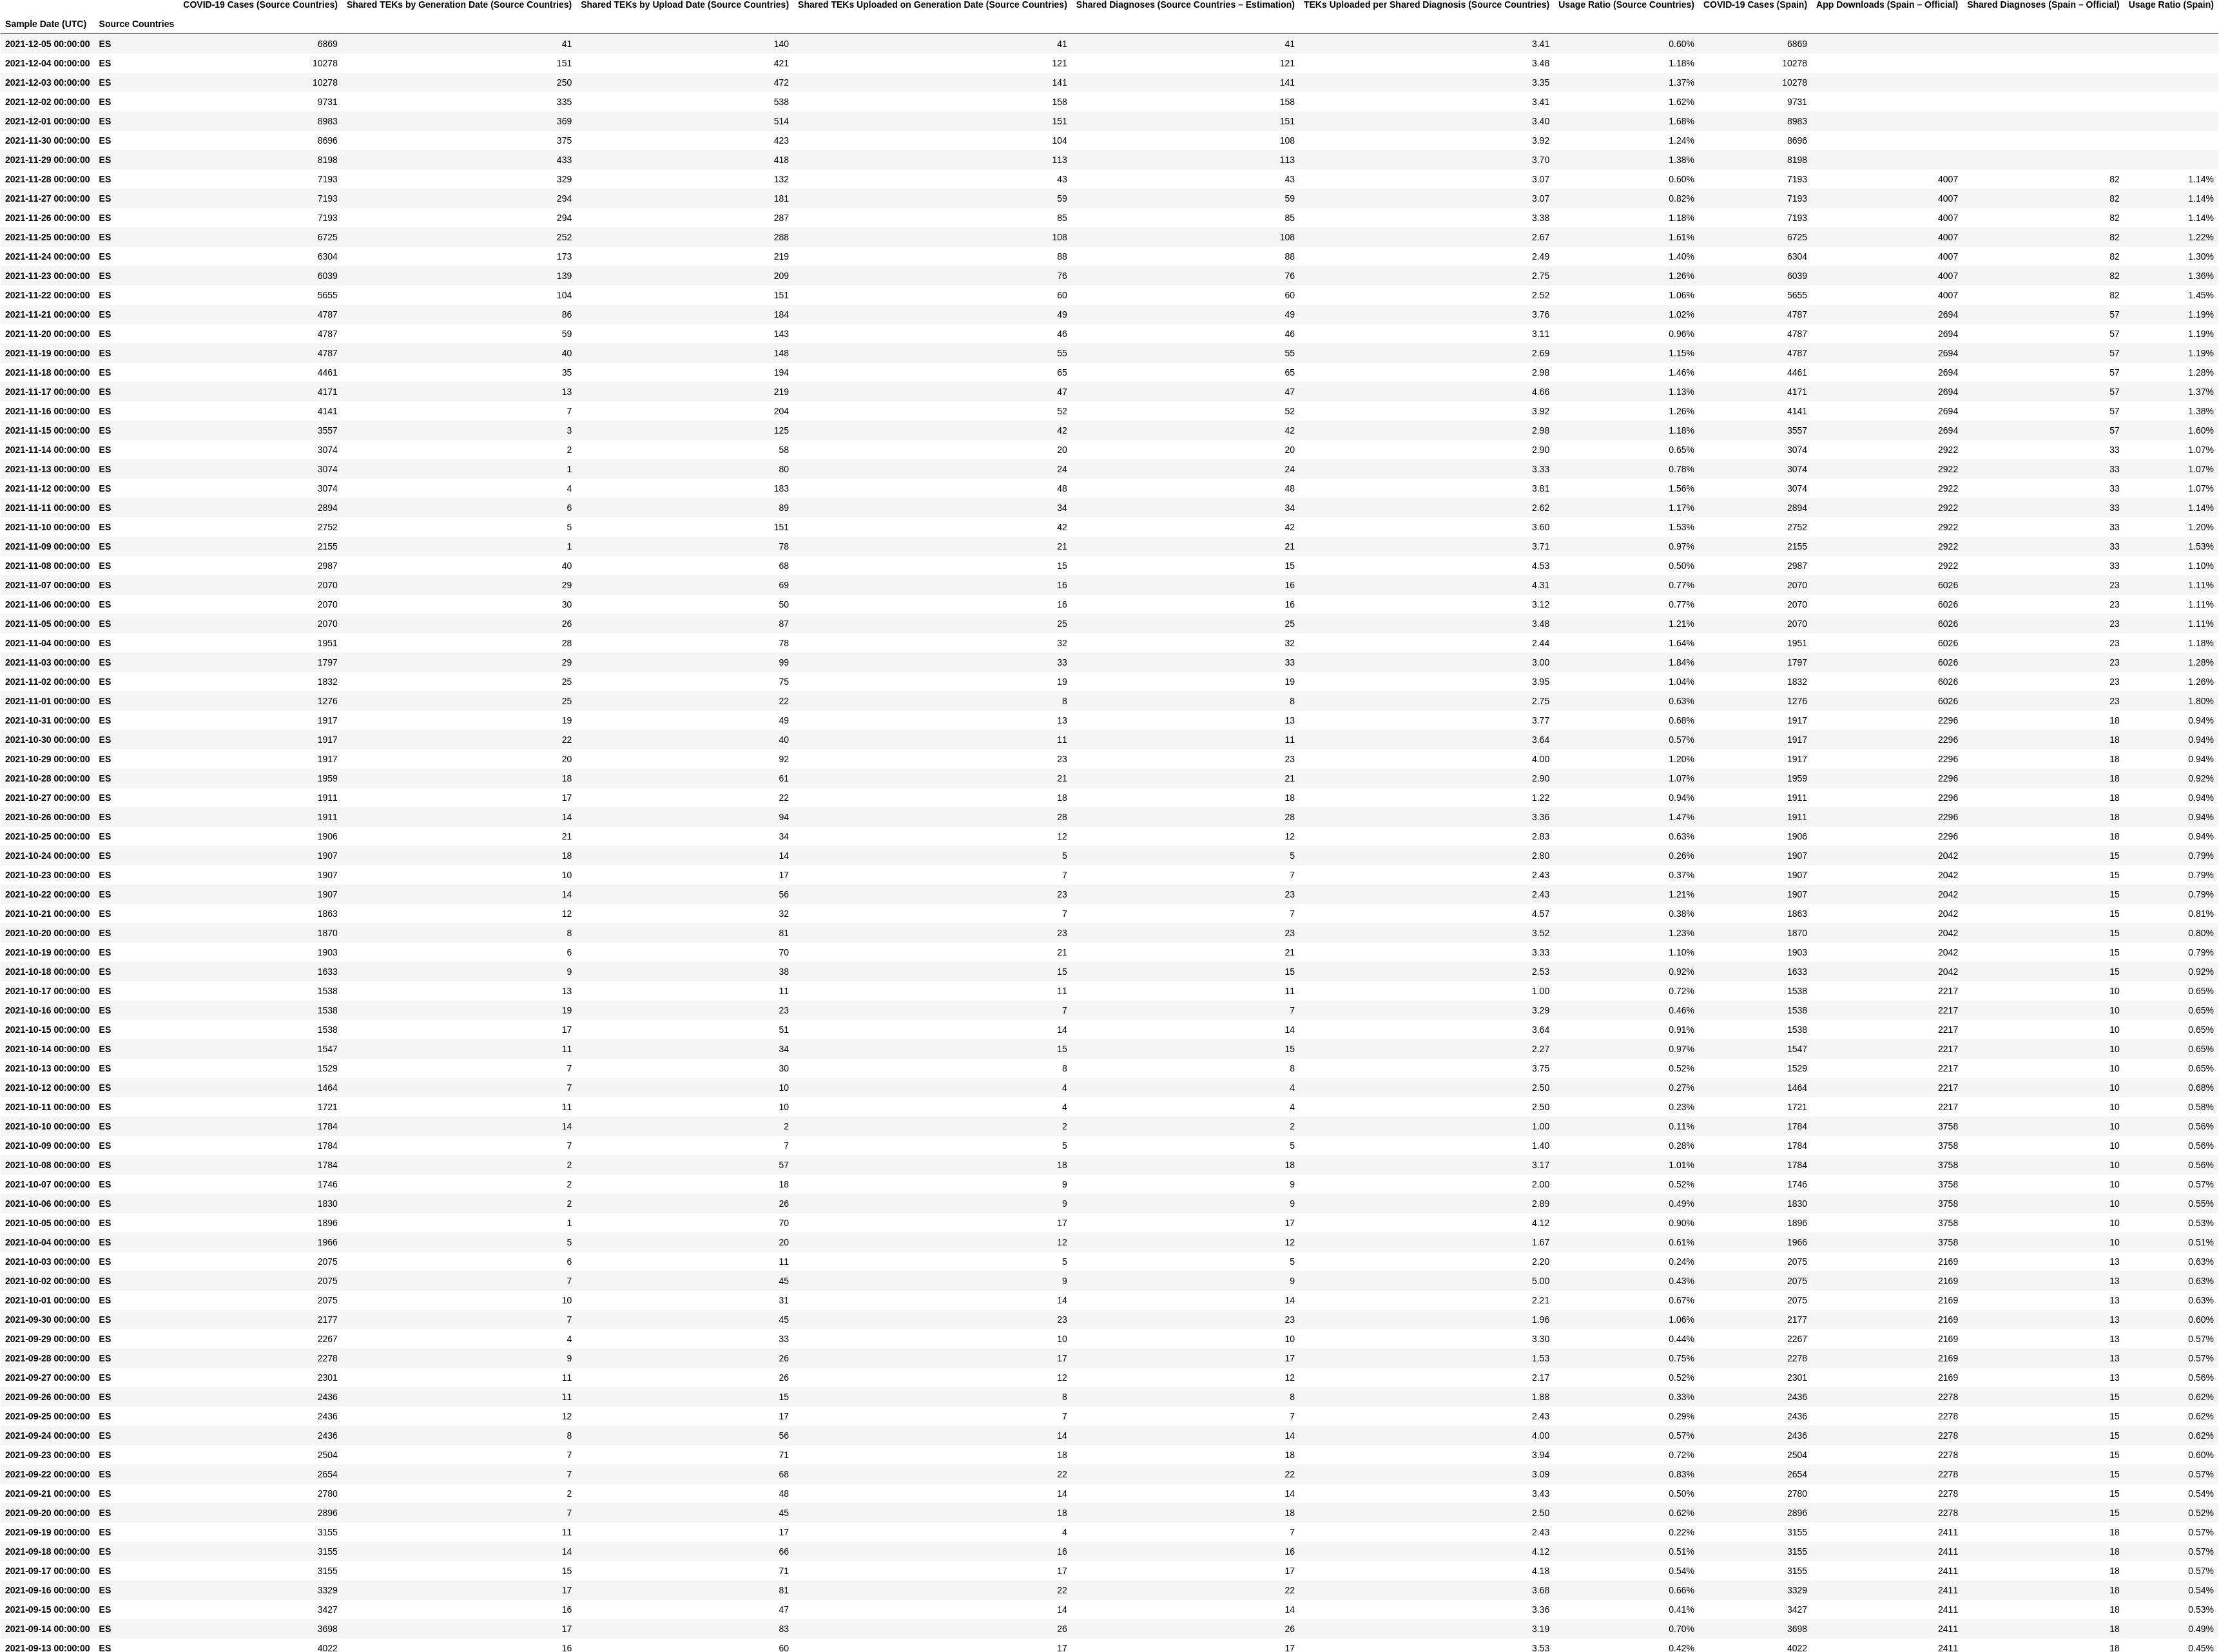 COVID-19 Cases (Source Countries) Shared TEKs by Generation Date (Source Countries) Shared TEKs by Upload Date (Source Countries) Shared TEKs Uploaded on Generation Date (Source Countries) Shared Diagnoses (Source Countries – Estimation) TEKs Uploaded per Shared Diagnosis (Source Countries) Usage Ratio (Source Countries) COVID-19 Cases (Spain) App Downloads (Spain – Official) Shared Diagnoses (Spain – Official) Usage Ratio (Spain)
Sample Date (UTC) Source Countries
2021-12-05 00:00:00 ES 6869 41 140 41 41 3.41 0.60% 6869
2021-12-04 00:00:00 ES 10278 151 421 121 121 3.48 1.18% 10278
2021-12-03 00:00:00 ES 10278 250 472 141 141 3.35 1.37% 10278
2021-12-02 00:00:00 ES 9731 335 538 158 158 3.41 1.62% 9731
2021-12-01 00:00:00 ES 8983 369 514 151 151 3.40 1.68% 8983
2021-11-30 00:00:00 ES 8696 375 423 104 108 3.92 1.24% 8696
2021-11-29 00:00:00 ES 8198 433 418 113 113 3.70 1.38% 8198
2021-11-28 00:00:00 ES 7193 329 132 43 43 3.07 0.60% 7193 4007 82 1.14%
2021-11-27 00:00:00 ES 7193 294 181 59 59 3.07 0.82% 7193 4007 82 1.14%
2021-11-26 00:00:00 ES 7193 294 287 85 85 3.38 1.18% 7193 4007 82 1.14%
2021-11-25 00:00:00 ES 6725 252 288 108 108 2.67 1.61% 6725 4007 82 1.22%
2021-11-24 00:00:00 ES 6304 173 219 88 88 2.49 1.40% 6304 4007 82 1.30%
2021-11-23 00:00:00 ES 6039 139 209 76 76 2.75 1.26% 6039 4007 82 1.36%
2021-11-22 00:00:00 ES 5655 104 151 60 60 2.52 1.06% 5655 4007 82 1.45%
2021-11-21 00:00:00 ES 4787 86 184 49 49 3.76 1.02% 4787 2694 57 1.19%
2021-11-20 00:00:00 ES 4787 59 143 46 46 3.11 0.96% 4787 2694 57 1.19%
2021-11-19 00:00:00 ES 4787 40 148 55 55 2.69 1.15% 4787 2694 57 1.19%
2021-11-18 00:00:00 ES 4461 35 194 65 65 2.98 1.46% 4461 2694 57 1.28%
2021-11-17 00:00:00 ES 4171 13 219 47 47 4.66 1.13% 4171 2694 57 1.37%
2021-11-16 00:00:00 ES 4141 7 204 52 52 3.92 1.26% 4141 2694 57 1.38%
2021-11-15 00:00:00 ES 3557 3 125 42 42 2.98 1.18% 3557 2694 57 1.60%
2021-11-14 00:00:00 ES 3074 2 58 20 20 2.90 0.65% 3074 2922 33 1.07%
2021-11-13 00:00:00 ES 3074 1 80 24 24 3.33 0.78% 3074 2922 33 1.07%
2021-11-12 00:00:00 ES 3074 4 183 48 48 3.81 1.56% 3074 2922 33 1.07%
2021-11-11 00:00:00 ES 2894 6 89 34 34 2.62 1.17% 2894 2922 33 1.14%
2021-11-10 00:00:00 ES 2752 5 151 42 42 3.60 1.53% 2752 2922 33 1.20%
2021-11-09 00:00:00 ES 2155 1 78 21 21 3.71 0.97% 2155 2922 33 1.53%
2021-11-08 00:00:00 ES 2987 40 68 15 15 4.53 0.50% 2987 2922 33 1.10%
2021-11-07 00:00:00 ES 2070 29 69 16 16 4.31 0.77% 2070 6026 23 1.11%
2021-11-06 00:00:00 ES 2070 30 50 16 16 3.12 0.77% 2070 6026 23 1.11%
2021-11-05 00:00:00 ES 2070 26 87 25 25 3.48 1.21% 2070 6026 23 1.11%
2021-11-04 00:00:00 ES 1951 28 78 32 32 2.44 1.64% 1951 6026 23 1.18%
2021-11-03 00:00:00 ES 1797 29 99 33 33 3.00 1.84% 1797 6026 23 1.28%
2021-11-02 00:00:00 ES 1832 25 75 19 19 3.95 1.04% 1832 6026 23 1.26%
2021-11-01 00:00:00 ES 1276 25 22 8 8 2.75 0.63% 1276 6026 23 1.80%
2021-10-31 00:00:00 ES 1917 19 49 13 13 3.77 0.68% 1917 2296 18 0.94%
2021-10-30 00:00:00 ES 1917 22 40 11 11 3.64 0.57% 1917 2296 18 0.94%
2021-10-29 00:00:00 ES 1917 20 92 23 23 4.00 1.20% 1917 2296 18 0.94%
2021-10-28 00:00:00 ES 1959 18 61 21 21 2.90 1.07% 1959 2296 18 0.92%
2021-10-27 00:00:00 ES 1911 17 22 18 18 1.22 0.94% 1911 2296 18 0.94%
2021-10-26 00:00:00 ES 1911 14 94 28 28 3.36 1.47% 1911 2296 18 0.94%
2021-10-25 00:00:00 ES 1906 21 34 12 12 2.83 0.63% 1906 2296 18 0.94%
2021-10-24 00:00:00 ES 1907 18 14 5 5 2.80 0.26% 1907 2042 15 0.79%
2021-10-23 00:00:00 ES 1907 10 17 7 7 2.43 0.37% 1907 2042 15 0.79%
2021-10-22 00:00:00 ES 1907 14 56 23 23 2.43 1.21% 1907 2042 15 0.79%
2021-10-21 00:00:00 ES 1863 12 32 7 7 4.57 0.38% 1863 2042 15 0.81%
2021-10-20 00:00:00 ES 1870 8 81 23 23 3.52 1.23% 1870 2042 15 0.80%
2021-10-19 00:00:00 ES 1903 6 70 21 21 3.33 1.10% 1903 2042 15 0.79%
2021-10-18 00:00:00 ES 1633 9 38 15 15 2.53 0.92% 1633 2042 15 0.92%
2021-10-17 00:00:00 ES 1538 13 11 11 11 1.00 0.72% 1538 2217 10 0.65%
2021-10-16 00:00:00 ES 1538 19 23 7 7 3.29 0.46% 1538 2217 10 0.65%
2021-10-15 00:00:00 ES 1538 17 51 14 14 3.64 0.91% 1538 2217 10 0.65%
2021-10-14 00:00:00 ES 1547 11 34 15 15 2.27 0.97% 1547 2217 10 0.65%
2021-10-13 00:00:00 ES 1529 7 30 8 8 3.75 0.52% 1529 2217 10 0.65%
2021-10-12 00:00:00 ES 1464 7 10 4 4 2.50 0.27% 1464 2217 10 0.68%
2021-10-11 00:00:00 ES 1721 11 10 4 4 2.50 0.23% 1721 2217 10 0.58%
2021-10-10 00:00:00 ES 1784 14 2 2 2 1.00 0.11% 1784 3758 10 0.56%
2021-10-09 00:00:00 ES 1784 7 7 5 5 1.40 0.28% 1784 3758 10 0.56%
2021-10-08 00:00:00 ES 1784 2 57 18 18 3.17 1.01% 1784 3758 10 0.56%
2021-10-07 00:00:00 ES 1746 2 18 9 9 2.00 0.52% 1746 3758 10 0.57%
2021-10-06 00:00:00 ES 1830 2 26 9 9 2.89 0.49% 1830 3758 10 0.55%
2021-10-05 00:00:00 ES 1896 1 70 17 17 4.12 0.90% 1896 3758 10 0.53%
2021-10-04 00:00:00 ES 1966 5 20 12 12 1.67 0.61% 1966 3758 10 0.51%
2021-10-03 00:00:00 ES 2075 6 11 5 5 2.20 0.24% 2075 2169 13 0.63%
2021-10-02 00:00:00 ES 2075 7 45 9 9 5.00 0.43% 2075 2169 13 0.63%
2021-10-01 00:00:00 ES 2075 10 31 14 14 2.21 0.67% 2075 2169 13 0.63%
2021-09-30 00:00:00 ES 2177 7 45 23 23 1.96 1.06% 2177 2169 13 0.60%
2021-09-29 00:00:00 ES 2267 4 33 10 10 3.30 0.44% 2267 2169 13 0.57%
2021-09-28 00:00:00 ES 2278 9 26 17 17 1.53 0.75% 2278 2169 13 0.57%
2021-09-27 00:00:00 ES 2301 11 26 12 12 2.17 0.52% 2301 2169 13 0.56%
2021-09-26 00:00:00 ES 2436 11 15 8 8 1.88 0.33% 2436 2278 15 0.62%
2021-09-25 00:00:00 ES 2436 12 17 7 7 2.43 0.29% 2436 2278 15 0.62%
2021-09-24 00:00:00 ES 2436 8 56 14 14 4.00 0.57% 2436 2278 15 0.62%
2021-09-23 00:00:00 ES 2504 7 71 18 18 3.94 0.72% 2504 2278 15 0.60%
2021-09-22 00:00:00 ES 2654 7 68 22 22 3.09 0.83% 2654 2278 15 0.57%
2021-09-21 00:00:00 ES 2780 2 48 14 14 3.43 0.50% 2780 2278 15 0.54%
2021-09-20 00:00:00 ES 2896 7 45 18 18 2.50 0.62% 2896 2278 15 0.52%
2021-09-19 00:00:00 ES 3155 11 17 4 7 2.43 0.22% 3155 2411 18 0.57%
2021-09-18 00:00:00 ES 3155 14 66 16 16 4.12 0.51% 3155 2411 18 0.57%
2021-09-17 00:00:00 ES 3155 15 71 17 17 4.18 0.54% 3155 2411 18 0.57%
2021-09-16 00:00:00 ES 3329 17 81 22 22 3.68 0.66% 3329 2411 18 0.54%
2021-09-15 00:00:00 ES 3427 16 47 14 14 3.36 0.41% 3427 2411 18 0.53%
2021-09-14 00:00:00 ES 3698 17 83 26 26 3.19 0.70% 3698 2411 18 0.49%
2021-09-13 00:00:00 ES 4022 16 60 17 17 3.53 0.42% 4022 2411 18 0.45%